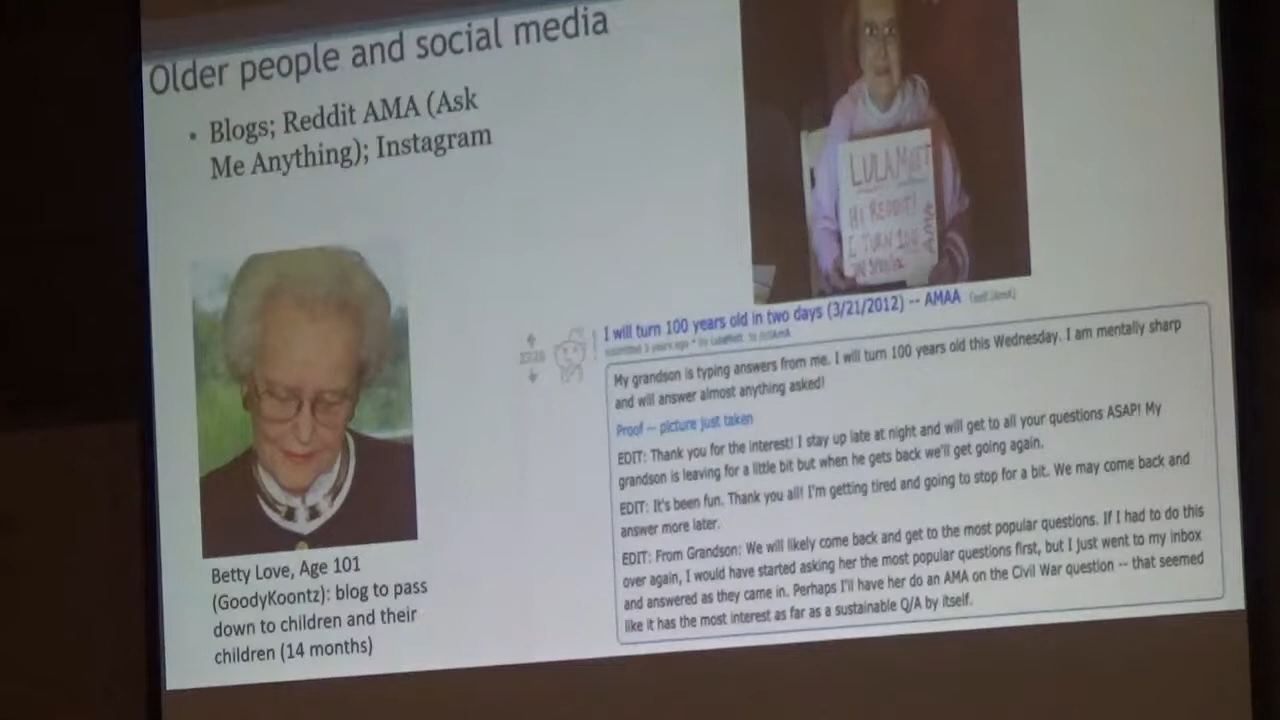 Older people and social media
• Blogs; Reddit AMA (Ask
Me Anything); Instagram
LULAMETT
HI REDDIT!
I TURN 100
AMA
I will turn 100 years old in two days (3/21/2012) -- AMAA
submitted 3 years ago * by
My grandson is typing answers from me. I will turn 100 years old this Wednesday. I am mentally sharp
and will answer almost anything asked!
Proof -- picture just taken
EDIT: Thank you for the interest! I stay up late at night and will get to all your questions ASAP! My
grandson is leaving for a little bit but when he gets back we'll get going again.
EDIT: It's been fun. Thank you all! I'm getting tired and going to stop for a bit. We may come back and
answer more later.
EDIT: From Grandson: We will likely come back and get to the most popular questions. If I had to do this
over again, I would have started asking her the most popular questions first, but I just went to my inbox
and answered as they came in. Perhaps I'll have her do an AMA on the Civil War question -- that seemed
like it has the most interest as far as a sustainable Q/A by itself.
Betty Love, Age 101
(GoodyKoontz): blog to pass
down to children and their
children (14 months)